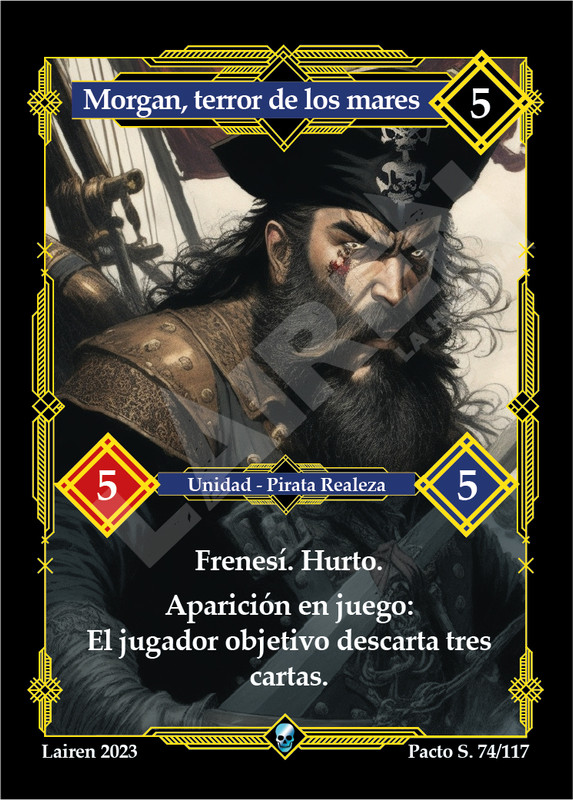 Morgan, terror de los mares
5
5
Unidad - Pirata Realeza
5
Frenesí. Hurto.
Aparición en juego:
El jugador objetivo descarta tres
cartas.
Lairen 2023
Pacto S. 74/117
LAIREN